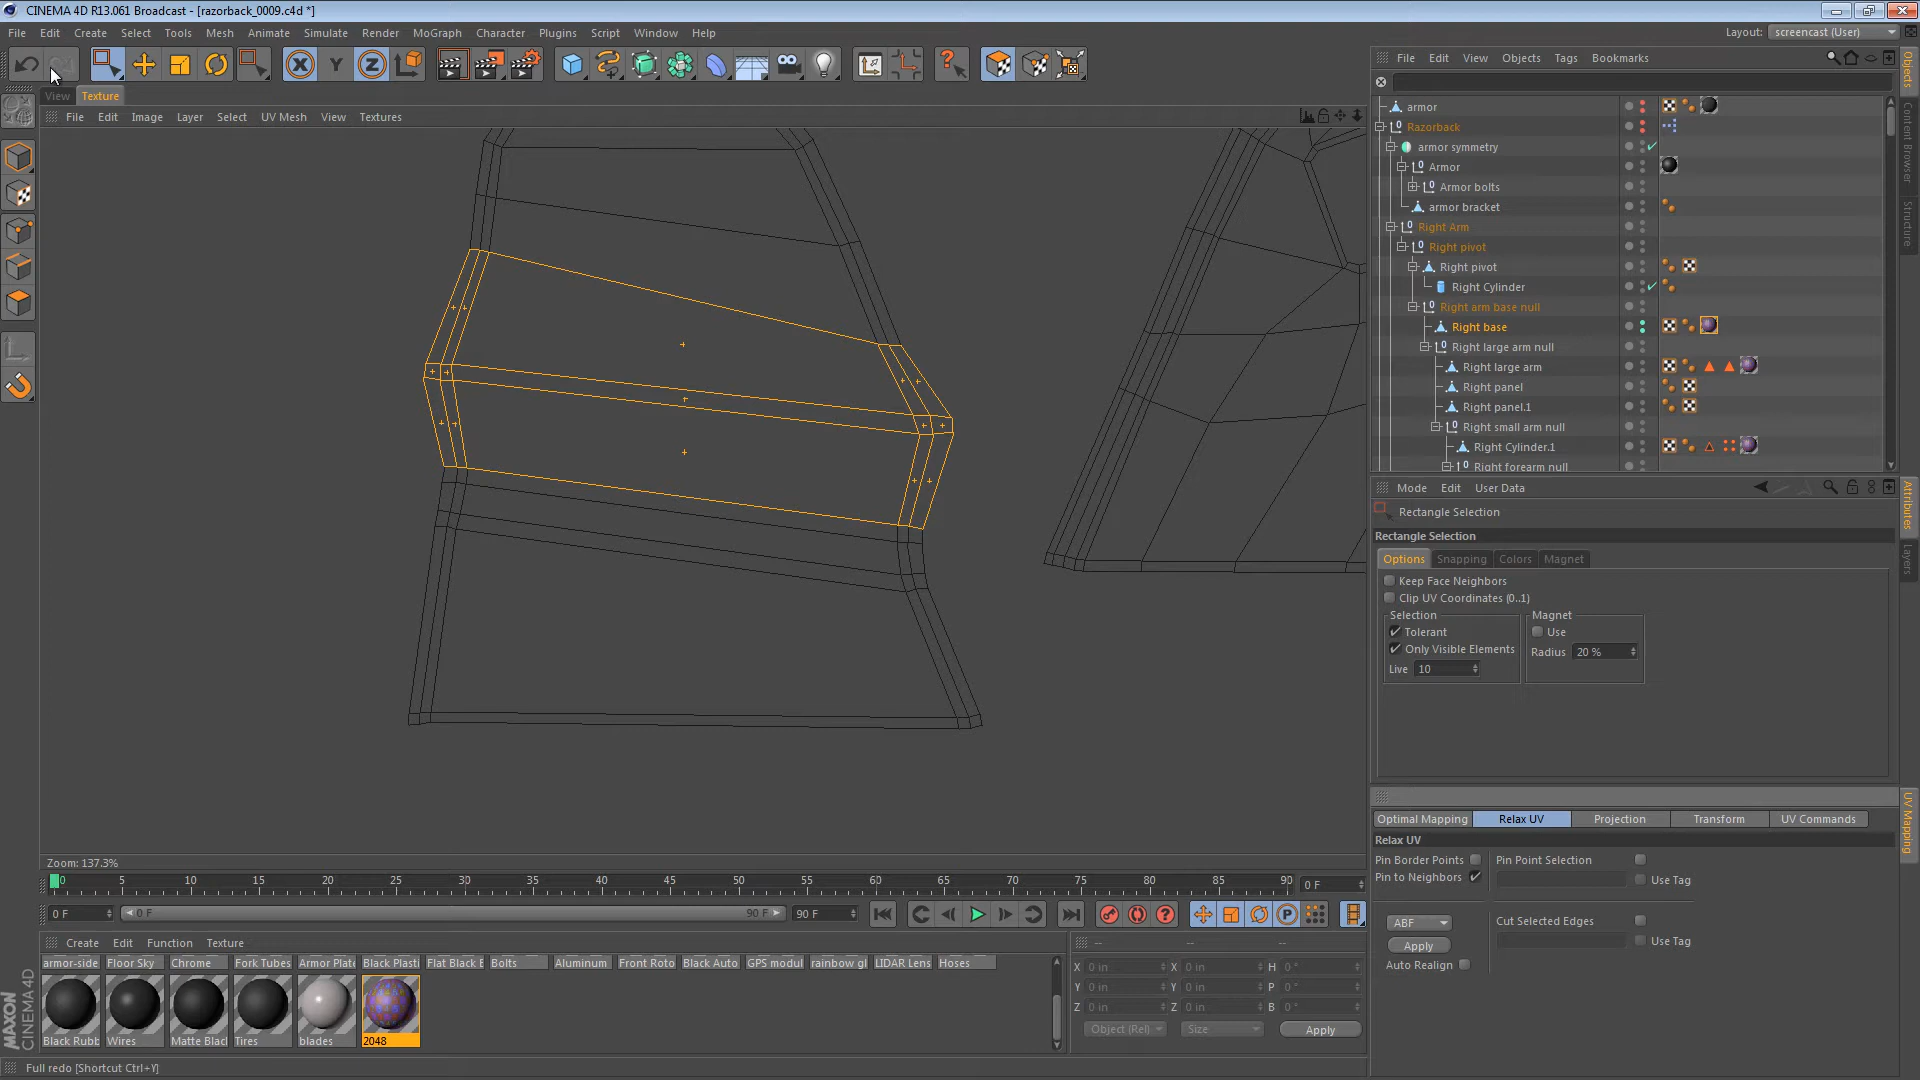 CINEMA 4D R13.061 Broadcast - [razorback_0009.c4d *]
File Edit Create Select Tools Mesh Animate Simulate Render MoGraph Character Plugins Script Window Help
Layout: screencast (User)
File Edit View Objects Tags Bookmarks
View Texture
File Edit Image Layer Select UV Mesh View Textures
armor
Razorback
armor symmetry
Armor
Armor bolts
armor bracket
Right Arm
Right pivot
Right pivot
Right Cylinder
Right arm base null
Right base
Right large arm null
Right large arm
Right panel
Right panel.1
Right small arm null
Right Cylinder.1
Right forearm null
Objects
Content Browser
Structure
Mode Edit User Data
Rectangle Selection
Rectangle Selection
Options Snapping Colors Magnet
Keep Face Neighbors
Clip UV Coordinates (0..1)
Selection
Tolerant
Only Visible Elements
Live 10
Magnet
Use
Radius 20 %
Attributes
Layers
Optimal Mapping Relax UV Projection Transform UV Commands
Relax UV
Pin Border Points
Pin Point Selection
Pin to Neighbors
Use Tag
ABF
Cut Selected Edges
Apply
Use Tag
Auto Realign
UV Mapping
Zoom: 137.3%
0 5 10 15 20 25 30 35 40 45 50 55 60 65 70 75 80 85 90 0 F
0 F 0 F 90 F 90 F
Create Edit Function Texture
armor-side Floor Sky Chrome Fork Tubes Armor Plat Black Plasti Flat Black E Bolts Aluminum Front Roto Black Auto GPS modul rainbow gl LIDAR Lens Hoses
Black Rubb Wires Matte Blacl Tires blades 2048
-- -- --
X 0 in X 0 in H 0 °
Y 0 in Y 0 in P 0 °
Z 0 in Z 0 in B 0 °
Object (Rel) Size Apply
MAXON
CINEMA 4D
Full redo [Shortcut Ctrl+Y]